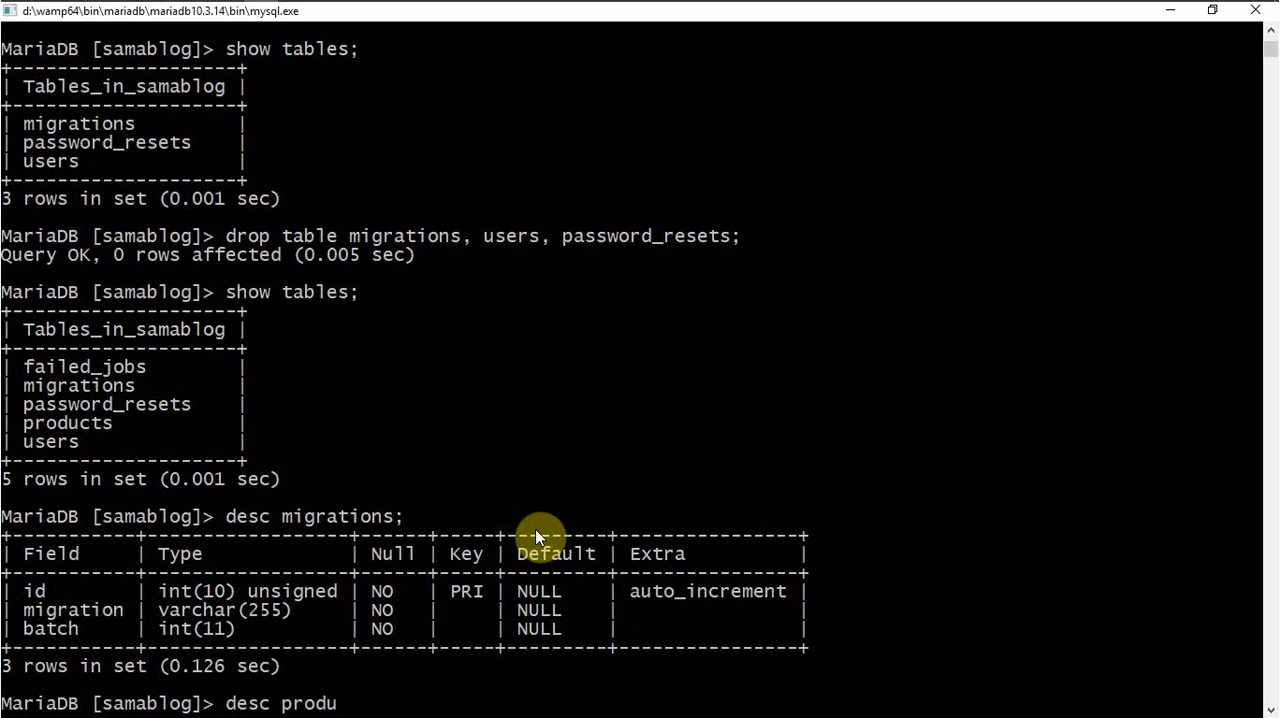 d:\wamp64\bin\mariadb\mariadb10.3.14\bin\mysql.exe
MariaDB [samablog]> show tables;
+--------------------+
| Tables_in_samablog |
+--------------------+
| migrations         |
| password_resets    |
| users              |
+--------------------+
3 rows in set (0.001 sec)
MariaDB [samablog]> drop table migrations, users, password_resets;
Query OK, 0 rows affected (0.005 sec)
MariaDB [samablog]> show tables;
+--------------------+
| Tables_in_samablog |
+--------------------+
| failed_jobs        |
| migrations         |
| password_resets    |
| products           |
| users              |
+--------------------+
5 rows in set (0.001 sec)
MariaDB [samablog]> desc migrations;
+-----------+------------------+------+-----+---------+----------------+
| Field     | Type             | Null | Key | Default | Extra          |
+-----------+------------------+------+-----+---------+----------------+
| id        | int(10) unsigned | NO   | PRI | NULL    | auto_increment |
| migration | varchar(255)     | NO   |     | NULL    |                |
| batch     | int(11)          | NO   |     | NULL    |                |
+-----------+------------------+------+-----+---------+----------------+
3 rows in set (0.126 sec)
MariaDB [samablog]> desc produ